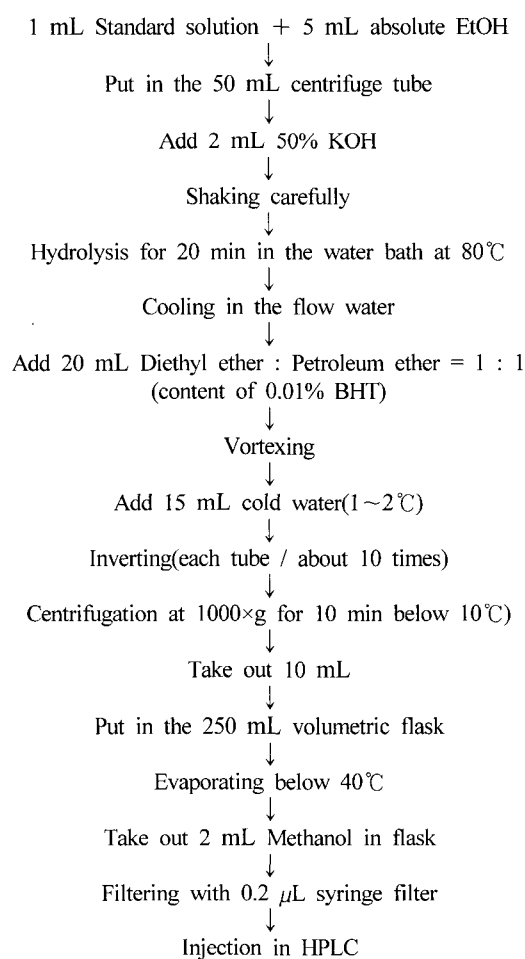 1 mL Standard solution + 5 mL absolute EtOH
↓
Put in the 50 mL centrifuge tube
↓
Add 2 mL 50% KOH
↓
Shaking carefully
↓
Hydrolysis for 20 min in the water bath at 80℃
↓
Cooling in the flow water
↓
Add 20 mL Diethyl ether : Petroleum ether = 1 : 1
(content of 0.01% BHT)
↓
Vortexing
↓
Add 15 mL cold water(1~2℃)
↓
Inverting(each tube / about 10 times)
↓
Centrifugation at 1000×g for 10 min below 10℃)
↓
Take out 10 mL
↓
Put in the 250 mL volumetric flask
↓
Evaporating below 40℃
↓
Take out 2 mL Methanol in flask
↓
Filtering with 0.2 μL syringe filter
↓
Injection in HPLC